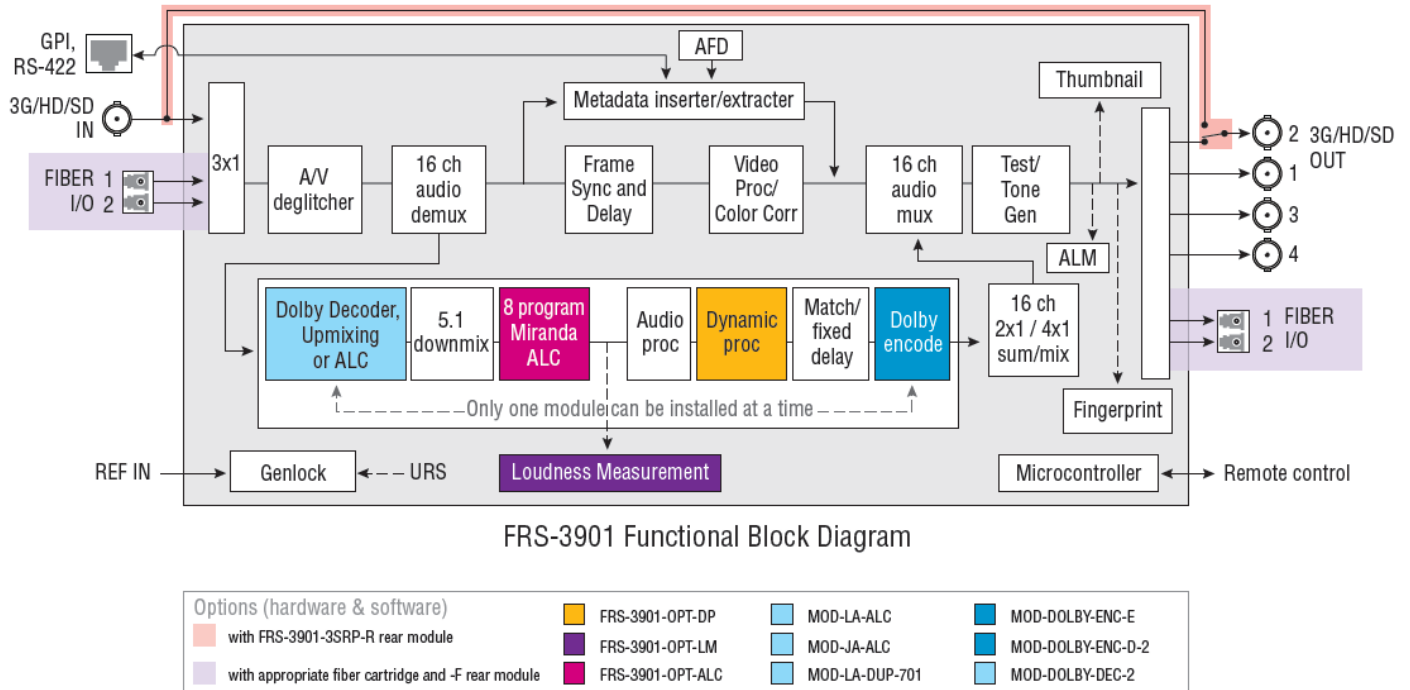 GPI,
RS-422
3G/HD/SD
IN
FIBER 1
I/O 2
AFD
Metadata inserter/extracter
Thumbnail
2 3G/HD/SD
OUT
1
3
4
3x1
A/V
deglitcher
16 ch
audio
demux
Frame
Sync and
Delay
Video
Proc/
Color Corr
16 ch
audio
mux
Test/
Tone
Gen
ALM
1 FIBER
2 I/O
Dolby Decoder,
Upmixing
or ALC
5.1
downmix
8 program
Miranda
ALC
Audio
proc
Dynamic
proc
Match/
fixed
delay
Dolby
encode
16 ch
2x1 / 4x1
sum/mix
Only one module can be installed at a time
Fingerprint
REF IN
Genlock
URS
Loudness Measurement
Microcontroller
Remote control
FRS-3901 Functional Block Diagram
Options (hardware & software)
with FRS-3901-3SRP-R rear module
with appropriate fiber cartridge and -F rear module
FRS-3901-OPT-DP
FRS-3901-OPT-LM
FRS-3901-OPT-ALC
MOD-LA-ALC
MOD-JA-ALC
MOD-LA-DUP-701
MOD-DOLBY-ENC-E
MOD-DOLBY-ENC-D-2
MOD-DOLBY-DEC-2